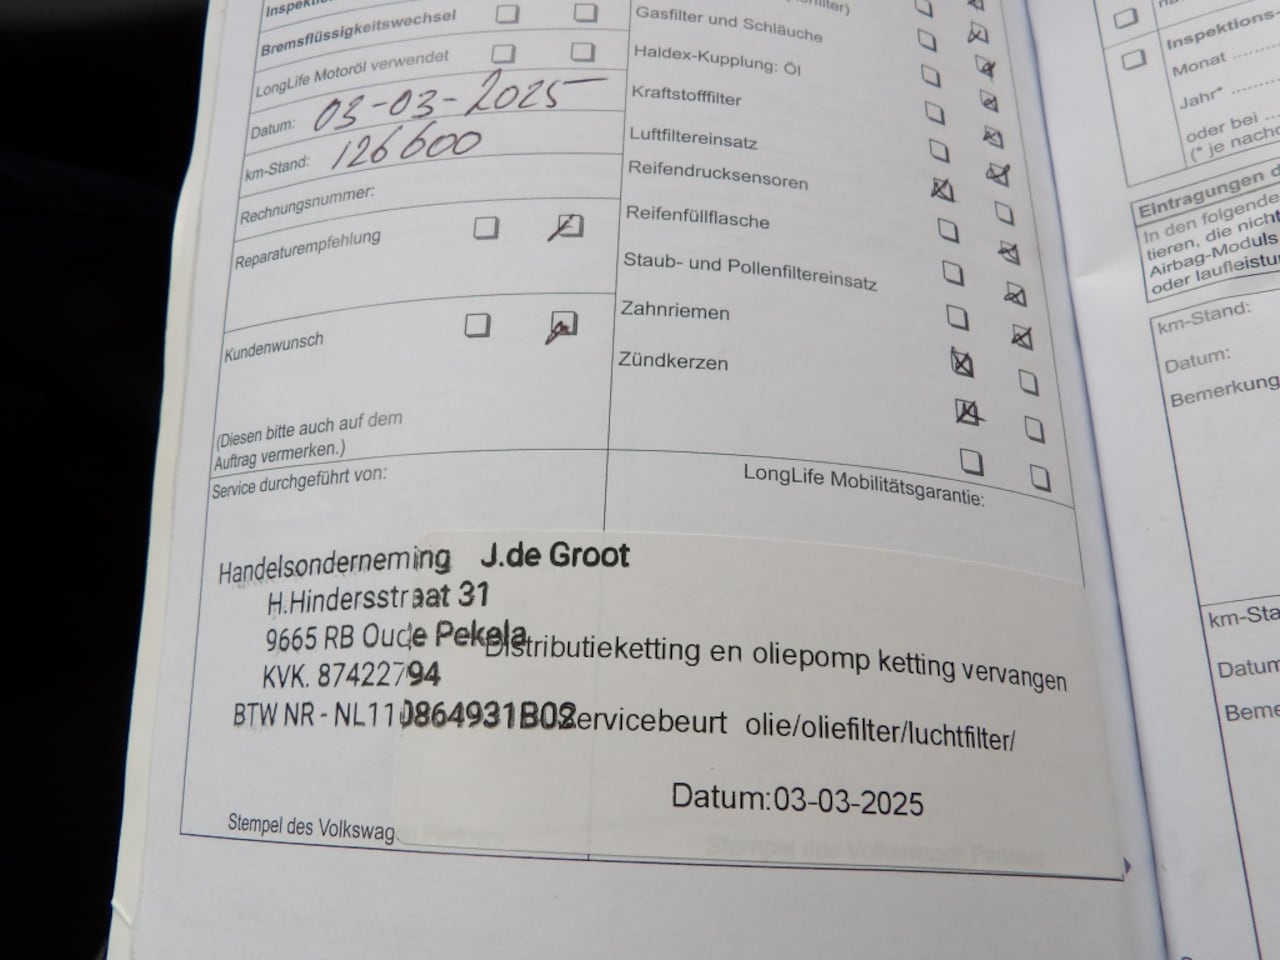 Bremsflüssigkeitswechsel
LongLife Motoröl verwendet
Datum: 03-03-2025
km-Stand: 126600
Rechnungsnummer:
Reparaturempfehlung
Kundenwunsch
(Diesen bitte auch auf dem
Auftrag vermerken.)
Service durchgeführt von:
Gasfilter und Schläuche
Haldex-Kupplung: Öl
Kraftstofffilter
Luftfiltereinsatz
Reifendrucksensoren
Reifenfüllflasche
Staub- und Pollenfiltereinsatz
Zahnriemen
Zündkerzen
LongLife Mobilitätsgarantie:
Handelsonderneming J.de Groot
H.Hindersstraat 31
9665 RB Oude Pekela
KVK. 87422794
BTW NR - NL110864931B02
Distributieketting en oliepomp ketting vervangen
Servicebeurt olie/oliefilter/luchtfilter/
Datum:03-03-2025
Stempel des Volkswag
Inspektions-
Monat
Jahr*
oder bei
(* je nach
Eintragungen d
In den folgende
tieren, die nicht
Airbag-Moduls
oder laufleistu
km-Stand:
Datum:
Bemerkung
km-Sta
Datum
Beme